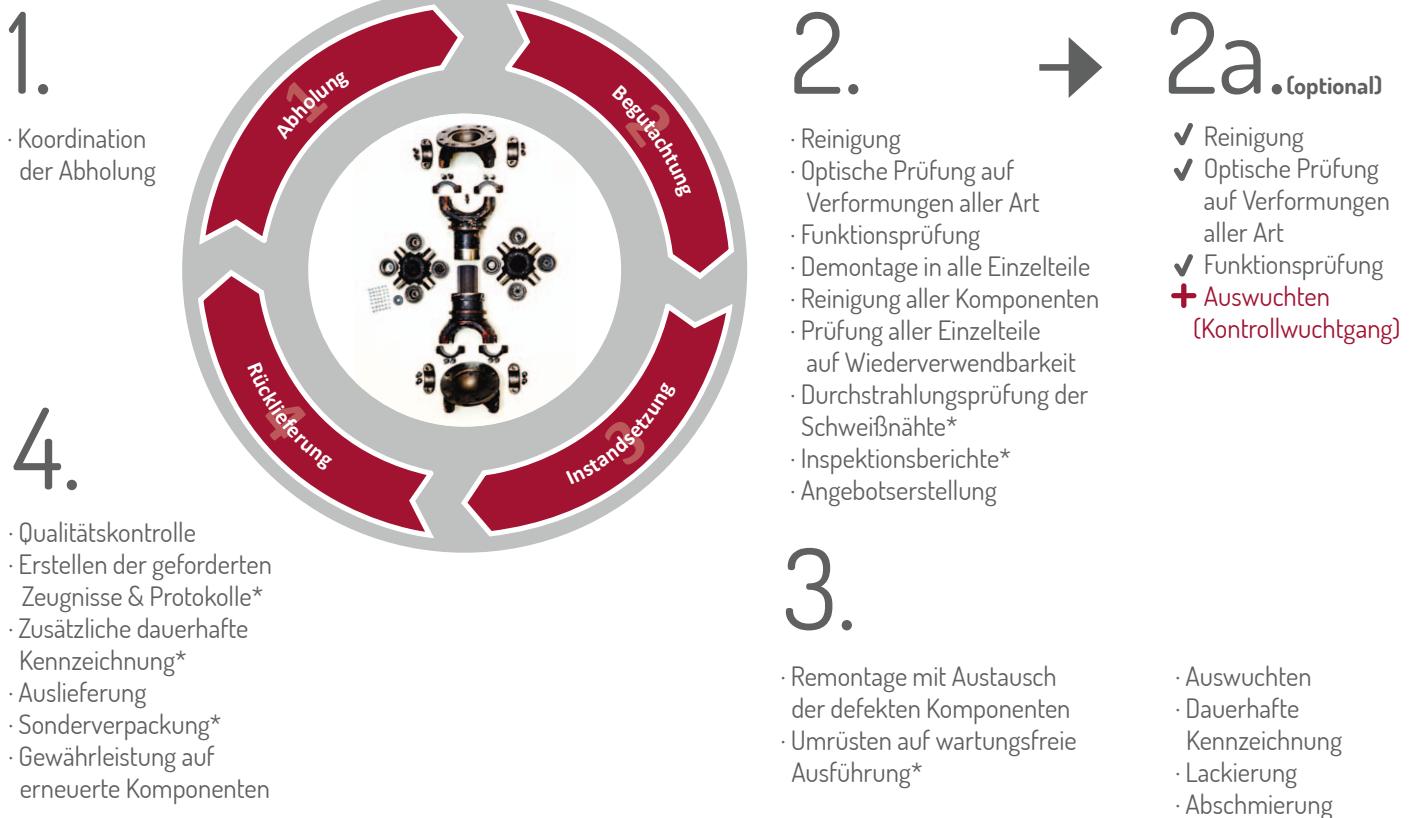 1.
· Koordination
der Abholung
1
Abholung
2
Begutachtung
3
Instandsetzung
4
Rücklieferung
2.
· Reinigung
· Optische Prüfung auf
Verformungen aller Art
· Funktionsprüfung
· Demontage in alle Einzelteile
· Reinigung aller Komponenten
· Prüfung aller Einzelteile
auf Wiederverwendbarkeit
· Durchstrahlungsprüfung der
Schweißnähte*
· Inspektionsberichte*
· Angebotserstellung
2a. (optional)
✔ Reinigung
✔ Optische Prüfung
auf Verformungen
aller Art
✔ Funktionsprüfung
+ Auswuchten
(Kontrollwuchtgang)
3.
· Remontage mit Austausch
der defekten Komponenten
· Umrüsten auf wartungsfreie
Ausführung*
· Auswuchten
· Dauerhafte
Kennzeichnung
· Lackierung
· Abschmierung
4.
· Qualitätskontrolle
· Erstellen der geforderten
Zeugnisse & Protokolle*
· Zusätzliche dauerhafte
Kennzeichnung*
· Auslieferung
· Sonderverpackung*
· Gewährleistung auf
erneuerte Komponenten